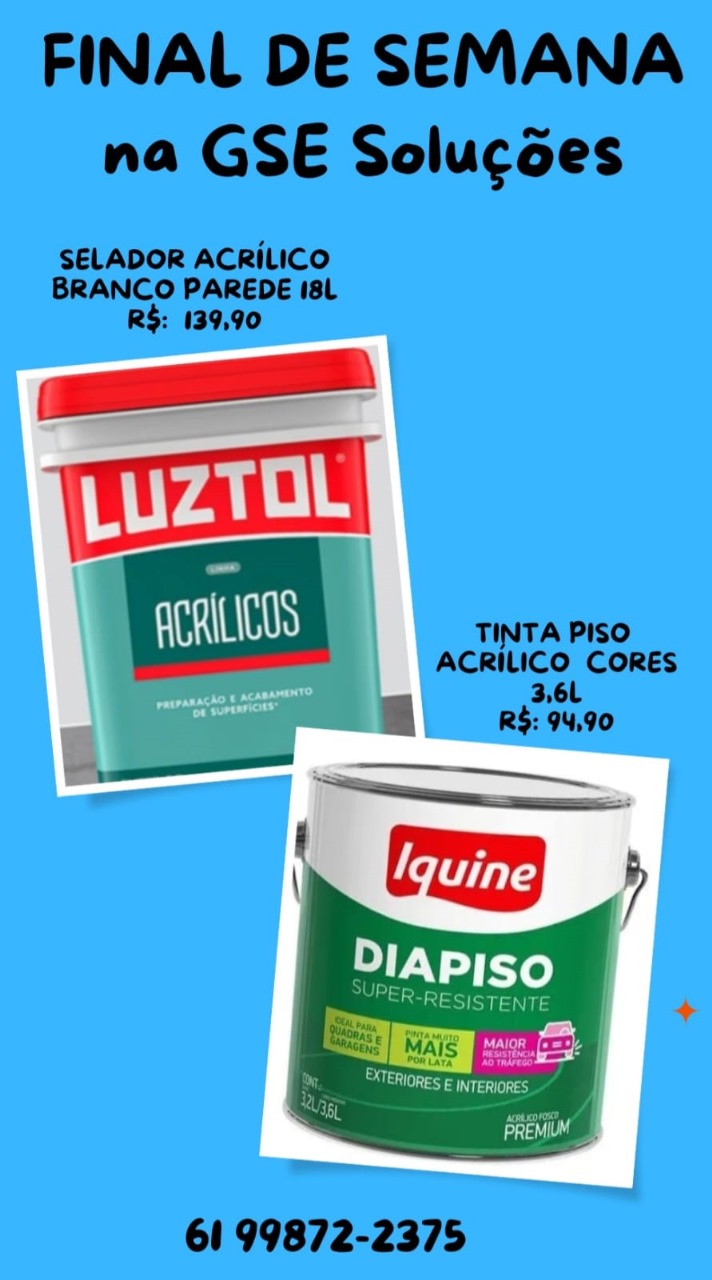 FINAL DE SEMANA
na GSE Soluções
SELADOR ACRÍLICO
BRANCO PAREDE 18L
R$: 139,90
LUZTOL®
LINHA
ACRÍLICOS
PREPARAÇÃO E ACABAMENTO
DE SUPERFÍCIES*
TINTA PISO
ACRÍLICO CORES
3,6L
R$: 94,90
Iquine
DIAPISO
SUPER-RESISTENTE
IDEAL PARA
QUADRAS E
GARAGENS
PINTA MUITO
MAIS
POR LATA
MAIOR
RESISTÊNCIA
AO TRÁFEGO
EXTERIORES E INTERIORES
CONT.:
3,2L/3,6L
ACRÍLICO FOSCO
PREMIUM
61 99872-2375